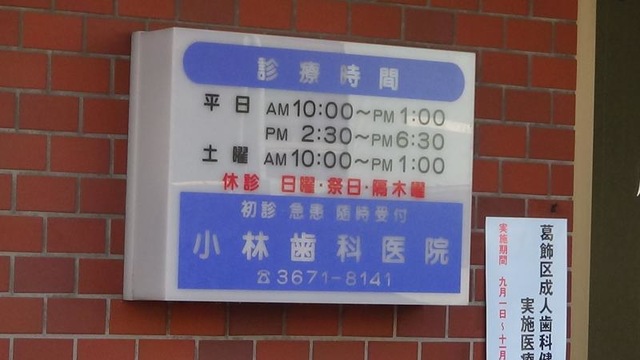 診療時間
平日 AM10:00〜PM1:00
PM 2:30〜PM6:30
土曜 AM10:00〜PM1:00
休診 日曜・祭日・隔木曜
初診・急患 随時受付
小林歯科医院
☎3671-8141
葛飾区成人歯科健
実施医療
実施期間 九月一日〜十一月